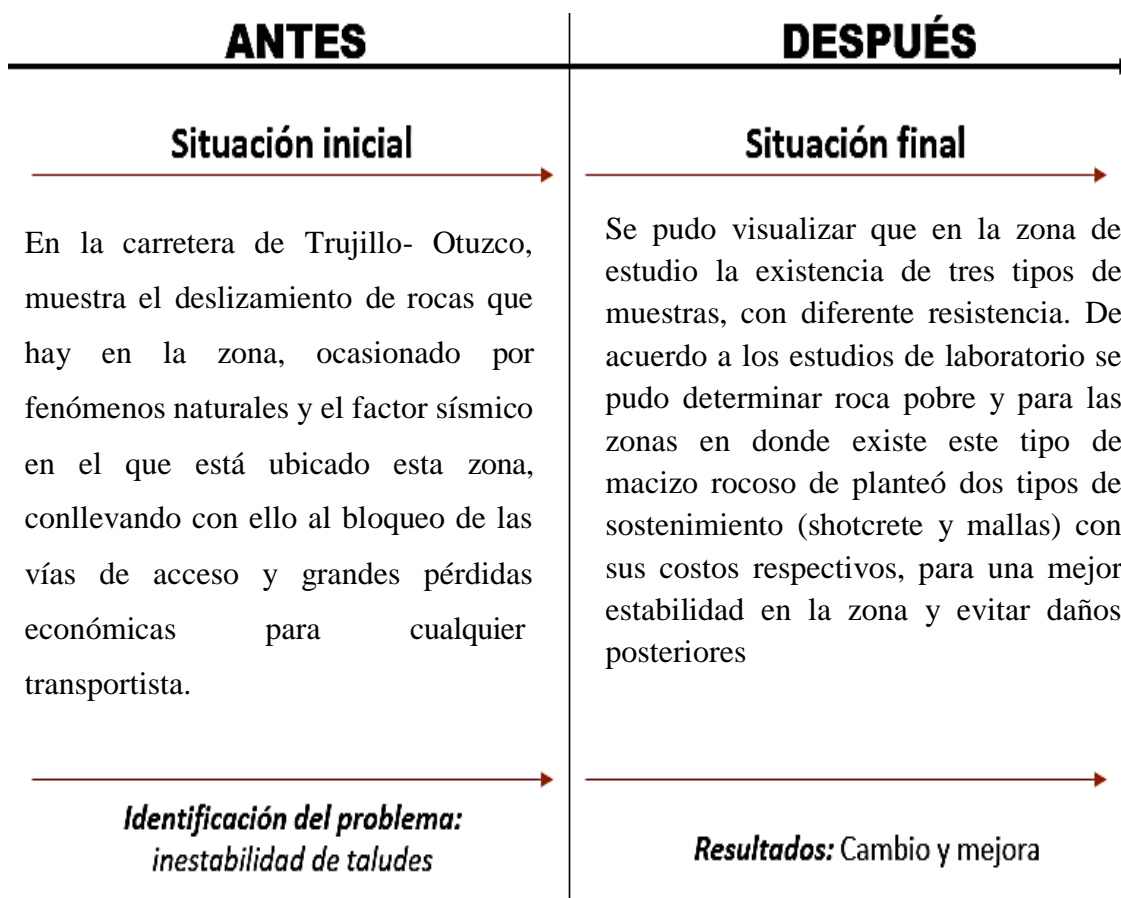 ANTES
Situación inicial
En la carretera de Trujillo- Otuzco,
muestra el deslizamiento de rocas que
hay en la zona, ocasionado por
fenómenos naturales y el factor sísmico
en el que está ubicado esta zona,
conllevando con ello al bloqueo de las
vías de acceso y grandes pérdidas
económicas para cualquier
transportista.
Identificación del problema:
inestabilidad de taludes
DESPUÉS
Situación final
Se pudo visualizar que en la zona de
estudio la existencia de tres tipos de
muestras, con diferente resistencia. De
acuerdo a los estudios de laboratorio se
pudo determinar roca pobre y para las
zonas en donde existe este tipo de
macizo rocoso de planteó dos tipos de
sostenimiento (shotcrete y mallas) con
sus costos respectivos, para una mejor
estabilidad en la zona y evitar daños
posteriores
Resultados: Cambio y mejora